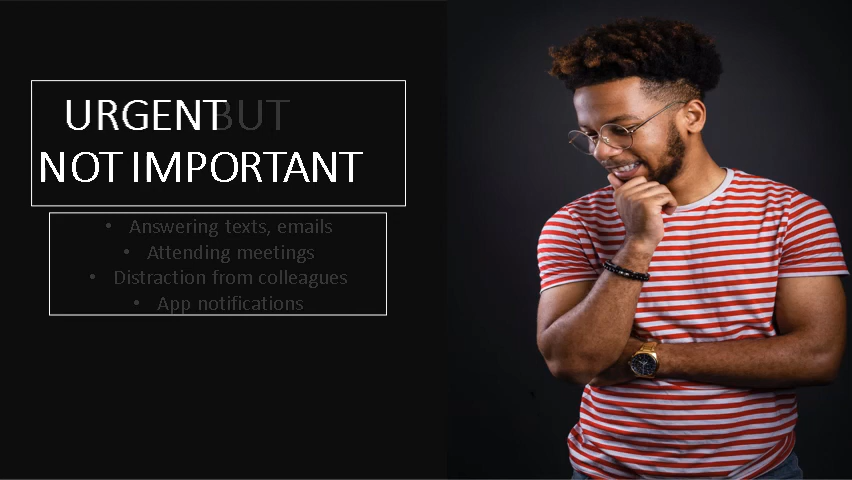 URGENT BUT
NOT IMPORTANT
• Answering texts, emails
• Attending meetings
• Distraction from colleagues
• App notifications